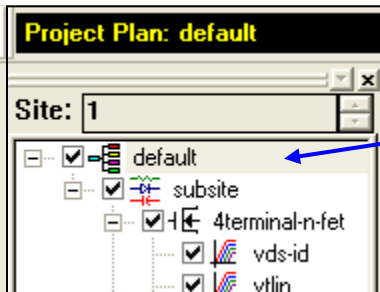 Project Plan: default
Site: 1
default
subsite
4terminal-n-fet
vds-id
vtlin